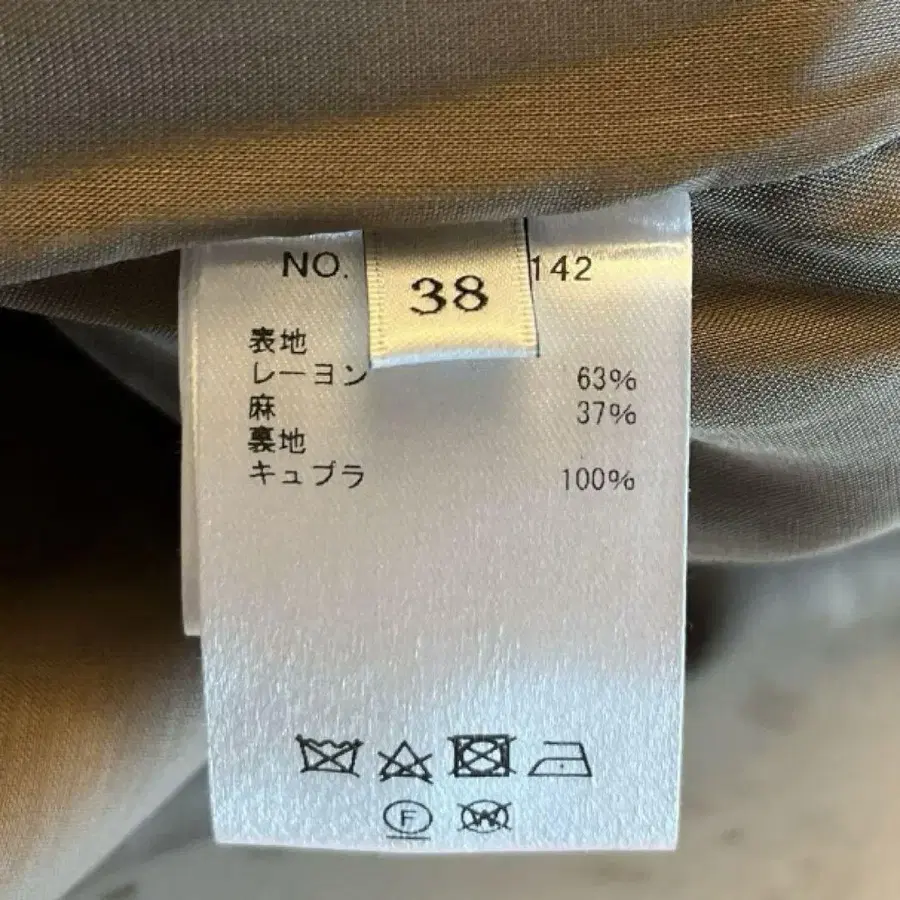 NO. 142
38
表地
レーヨン 63%
麻 37%
裏地
キュプラ 100%
F W